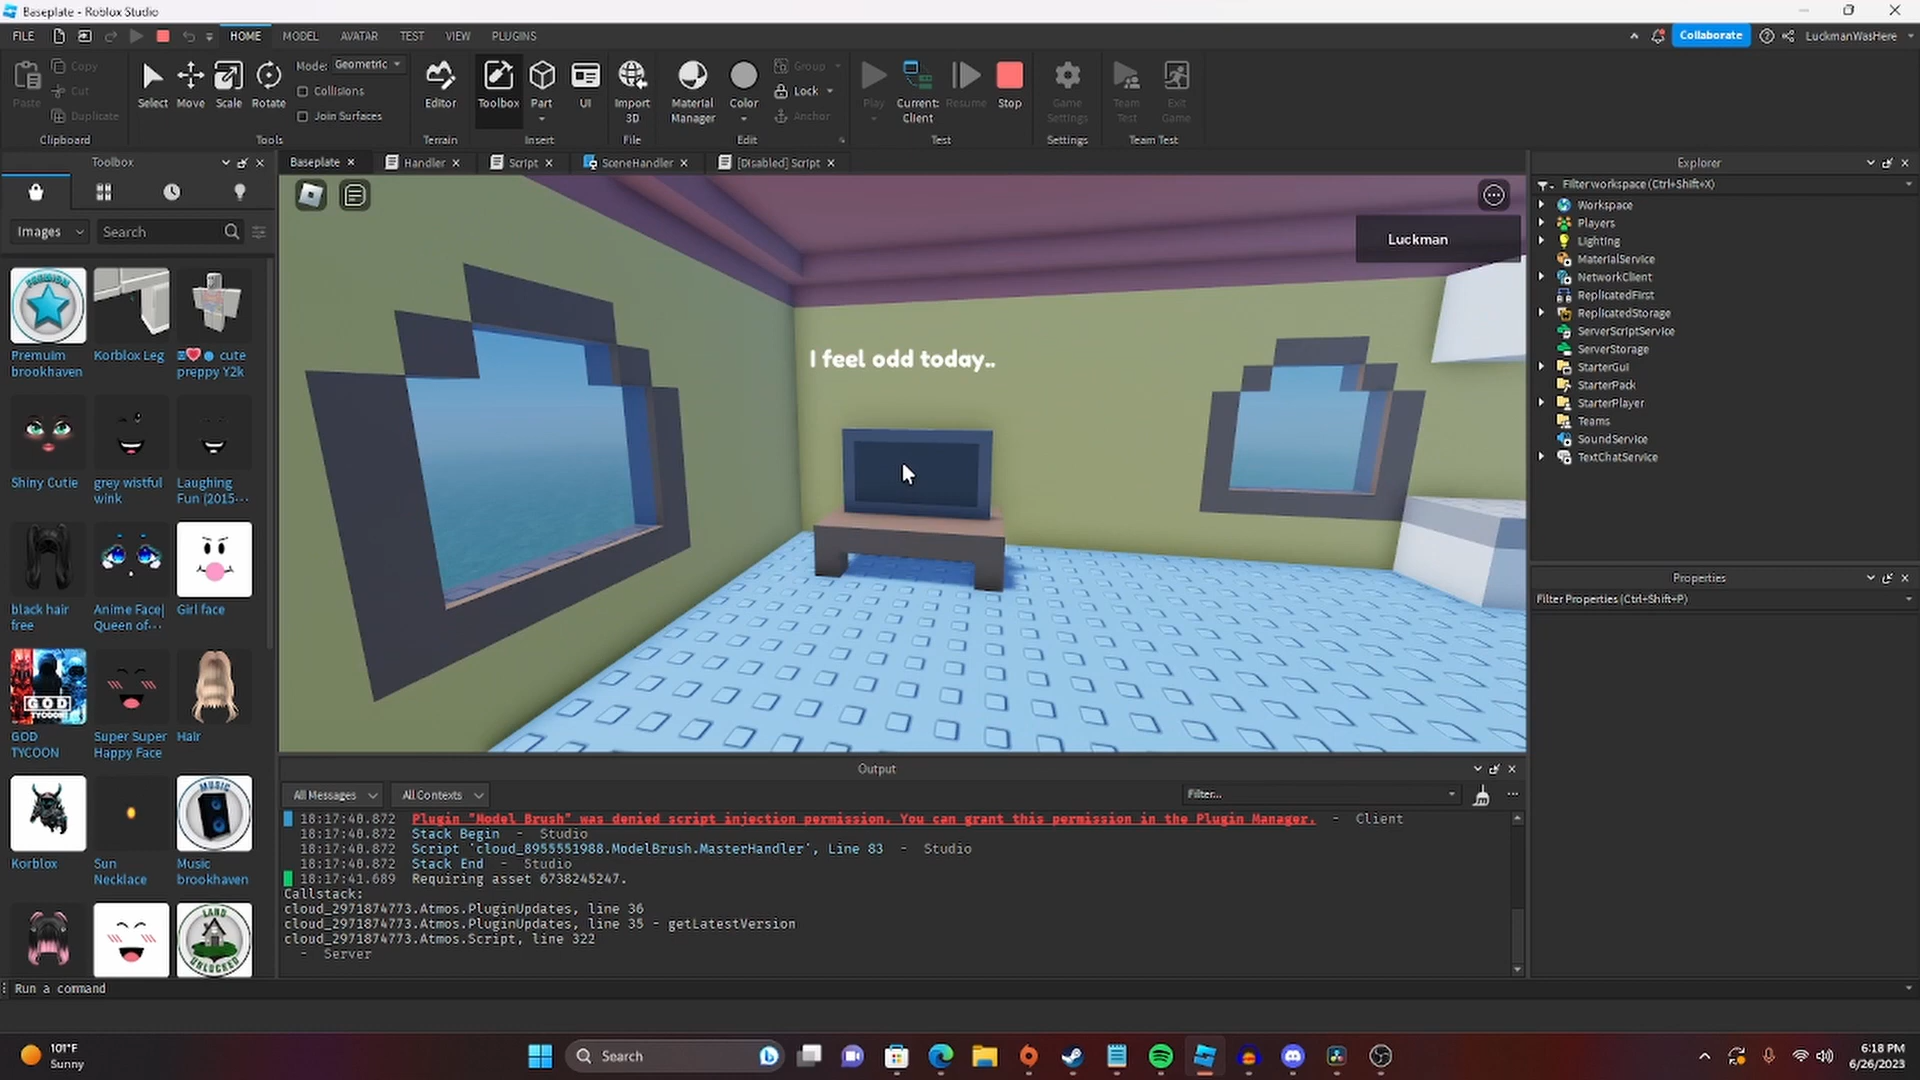 Baseplate - Roblox Studio
FILE
HOME
MODEL
AVATAR
TEST
VIEW
PLUGINS
Collaborate
LuckmanWasHere
Paste
Copy
Cut
Duplicate
Clipboard
Select
Move
Scale
Rotate
Mode: Geometric
Collisions
Join Surfaces
Tools
Editor
Terrain
Toolbox
Part
UI
Insert
Import
3D
File
Material
Manager
Color
Group
Lock
Anchor
Edit
Play
Current:
Client
Resume
Stop
Test
Game
Settings
Settings
Team
Test
Exit
Game
Team Test
Toolbox
Baseplate
Handler
Script
SceneHandler
[Disabled] Script
Explorer
Images
Search
Premuim
brookhaven
Korblox Leg
cute
preppy Y2k
Shiny Cutie
grey wistful
wink
Laughing
Fun (2015-...
black hair
free
Anime Face|
Queen of...
Girl face
GOD
TYCOON
GOD
TYCOON
Super Super
Happy Face
Hair
Korblox
Sun
Necklace
MUSIC
Music
brookhaven
LAND
UNLOCKED
Luckman
I feel odd today..
Filter workspace (Ctrl+Shift+X)
Workspace
Players
Lighting
MaterialService
NetworkClient
ReplicatedFirst
ReplicatedStorage
ServerScriptService
ServerStorage
StarterGui
StarterPack
StarterPlayer
Teams
SoundService
TextChatService
Properties
Filter Properties (Ctrl+Shift+P)
Output
All Messages
All Contexts
Filter...
18:17:40.872 Plugin "Model Brush" was denied script injection permission. You can grant this permission in the Plugin Manager. - Client
18:17:40.872 Stack Begin - Studio
18:17:40.872 Script 'cloud_8955551988.ModelBrush.MasterHandler', Line 83 - Studio
18:17:40.872 Stack End - Studio
18:17:41.689 Requiring asset 6738245247.
Callstack:
cloud_2971874773.Atmos.PluginUpdates, line 36
cloud_2971874773.Atmos.PluginUpdates, line 35 - getLatestVersion
cloud_2971874773.Atmos.Script, line 322
- Server
Run a command
101°F
Sunny
Search
6:18 PM
6/26/2023